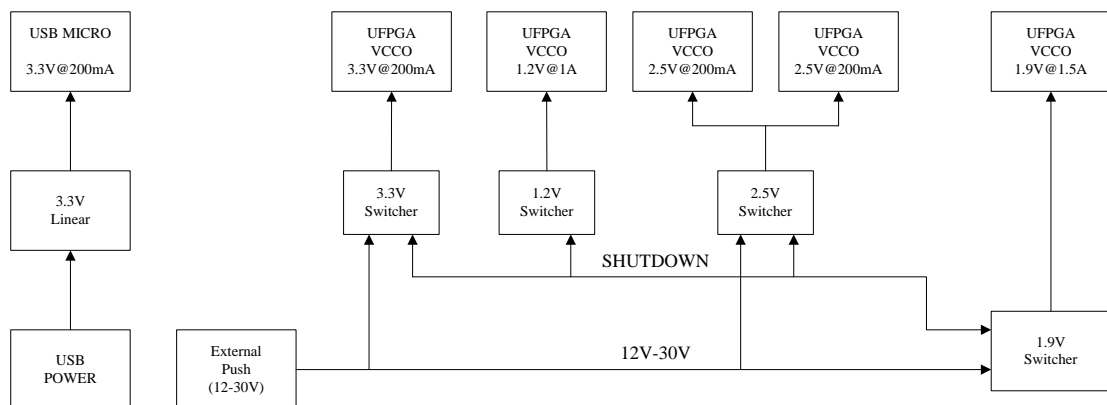 USB MICRO
3.3V@200mA
UFPGA
VCCO
3.3V@200mA
UFPGA
VCCO
1.2V@1A
UFPGA
VCCO
2.5V@200mA
UFPGA
VCCO
2.5V@200mA
UFPGA
VCCO
1.9V@1.5A
3.3V
Linear
3.3V
Switcher
1.2V
Switcher
2.5V
Switcher
SHUTDOWN
USB
POWER
External
Push
(12-30V)
12V-30V
1.9V
Switcher